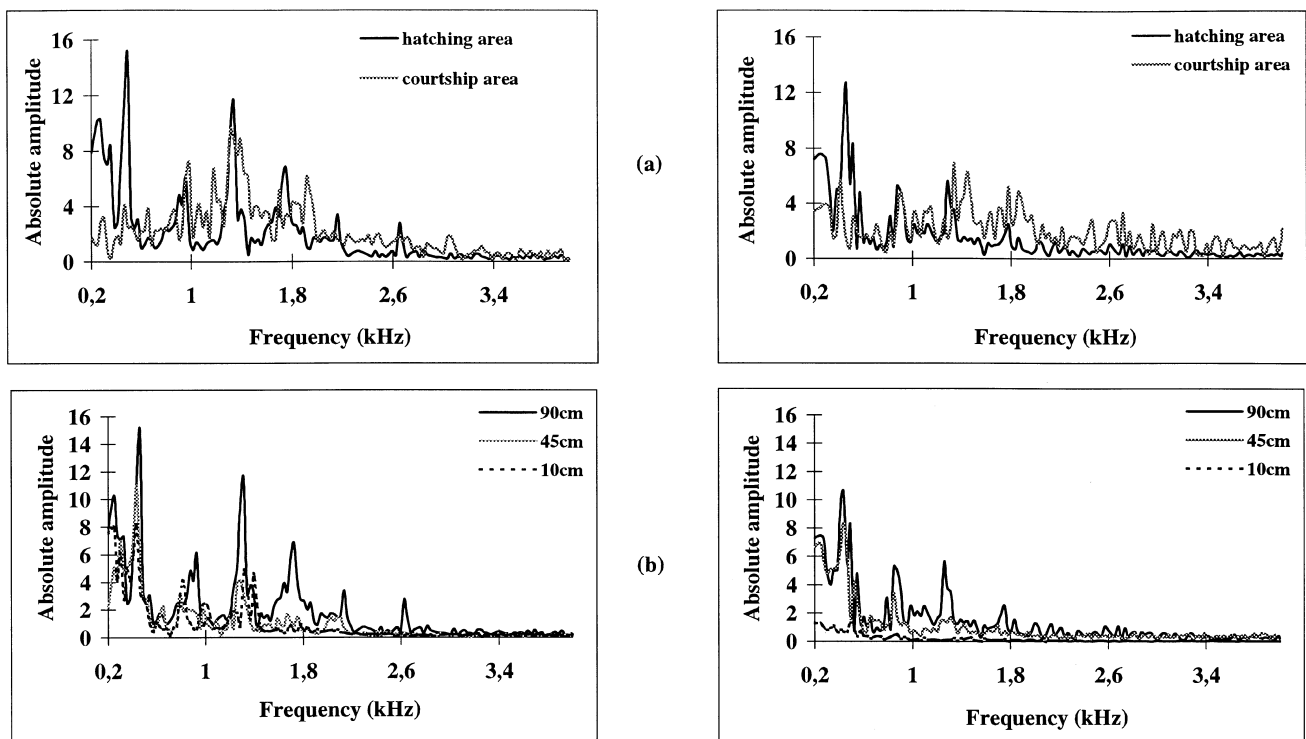 16
12
8
4
0
Absolute amplitude
hatching area
courtship area
0,2
1
1,8
2,6
3,4
Frequency (kHz)
(a)
16
12
8
4
0
Absolute amplitude
hatching area
courtship area
0,2
1
1,8
2,6
3,4
Frequency (kHz)
16
14
12
10
8
6
4
2
0
Absolute amplitude
90cm
45cm
10cm
0,2
1
1,8
2,6
3,4
Frequency (kHz)
(b)
16
14
12
10
8
6
4
2
0
Absolute amplitude
90cm
45cm
10cm
0,2
1
1,8
2,6
3,4
Frequency (kHz)